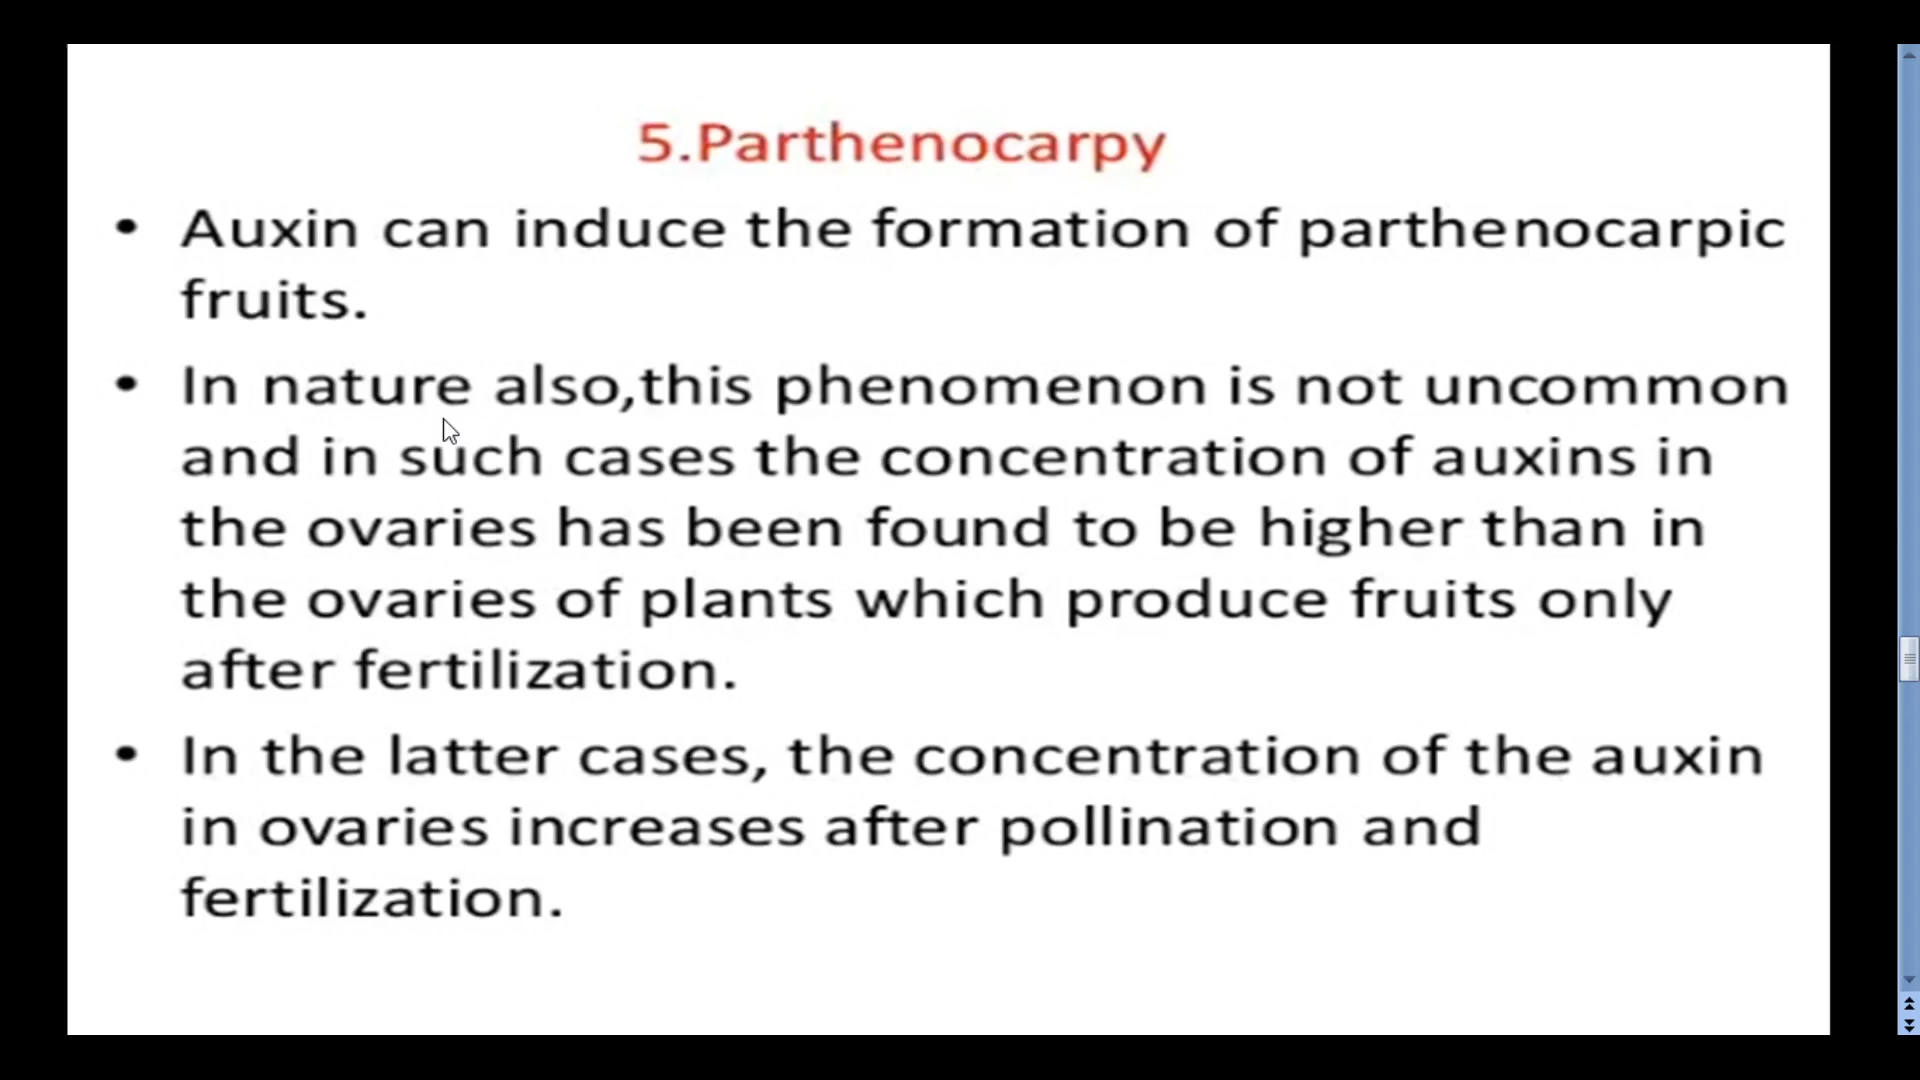 5.Parthenocarpy
• Auxin can induce the formation of parthenocarpic
fruits.
• In nature also,this phenomenon is not uncommon
and in such cases the concentration of auxins in
the ovaries has been found to be higher than in
the ovaries of plants which produce fruits only
after fertilization.
• In the latter cases, the concentration of the auxin
in ovaries increases after pollination and
fertilization.